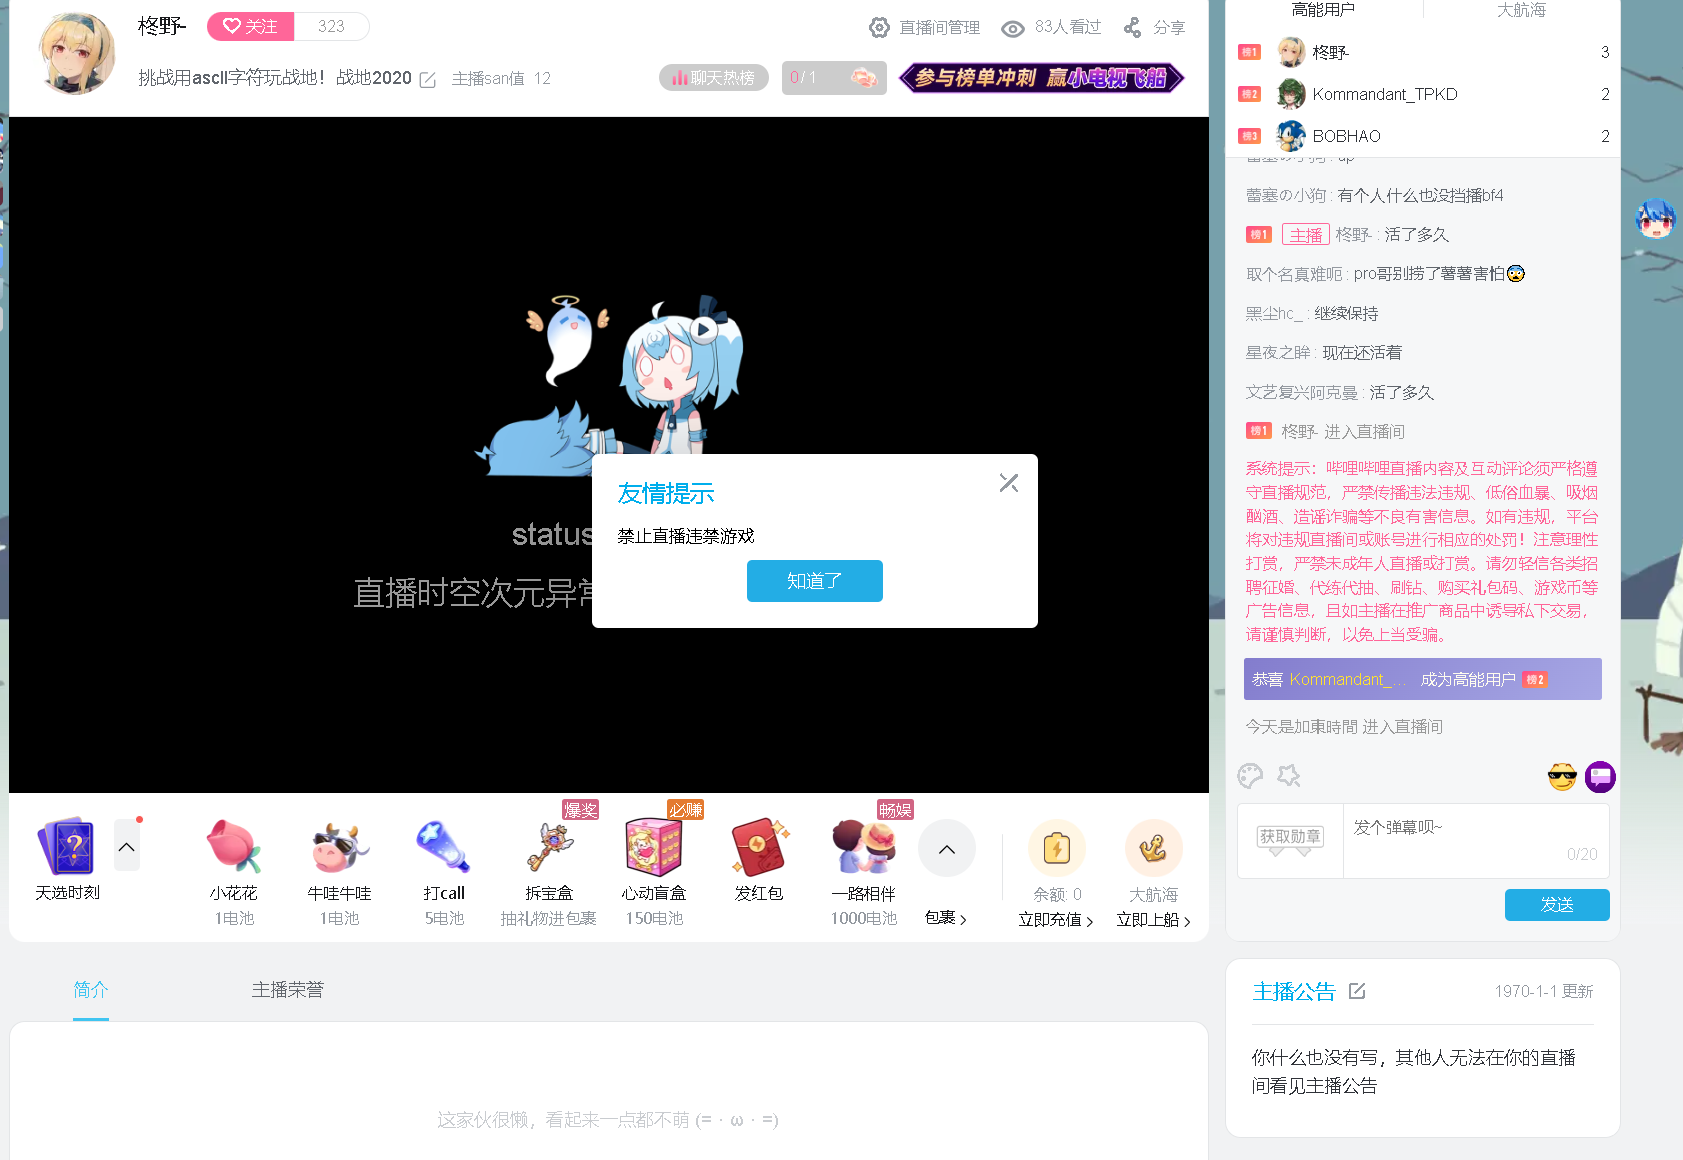 柊野-
关注 323
直播间管理
83人看过
分享
挑战用ascll字符玩战地！战地2020
主播san值 12
聊天热榜
0/1
参与榜单冲刺 赢小电视飞船
status
直播时空次元异常
友情提示
禁止直播违禁游戏
知道了
高能用户
大航海
榜1 柊野- 3
榜2 Kommandant_TPKD 2
榜3 BOBHAO 2
蕾塞の小狗 : 有个人什么也没挡播bf4
榜1 主播 柊野- : 活了多久
取个名真难呃 : pro哥别捞了薯薯害怕😨
黑尘hc_ : 继续保持
星夜之眸 : 现在还活着
文艺复兴阿克曼 : 活了多久
榜1 柊野- 进入直播间
系统提示：哔哩哔哩直播内容及互动评论须严格遵
守直播规范，严禁传播违法违规、低俗血暴、吸烟
酗酒、造谣诈骗等不良有害信息。如有违规，平台
将对违规直播间或账号进行相应的处罚！注意理性
打赏，严禁未成年人直播或打赏。请勿轻信各类招
聘征婚、代练代抽、刷钻、购买礼包码、游戏币等
广告信息，且如主播在推广商品中诱导私下交易，
请谨慎判断，以免上当受骗。
恭喜 Kommandant_... 成为高能用户 榜2
今天是加東時間 进入直播间
获取勋章
发个弹幕呗~
0/20
发送
天选时刻
小花花
1电池
牛哇牛哇
1电池
打call
5电池
爆奖
拆宝盒
抽礼物进包裹
必赚
心动盲盒
150电池
发红包
畅娱
一路相伴
1000电池
包裹
余额: 0
立即充值
大航海
立即上船
简介
主播荣誉
这家伙很懒，看起来一点都不萌 (= · ω · =)
主播公告
1970-1-1 更新
你什么也没有写，其他人无法在你的直播
间看见主播公告